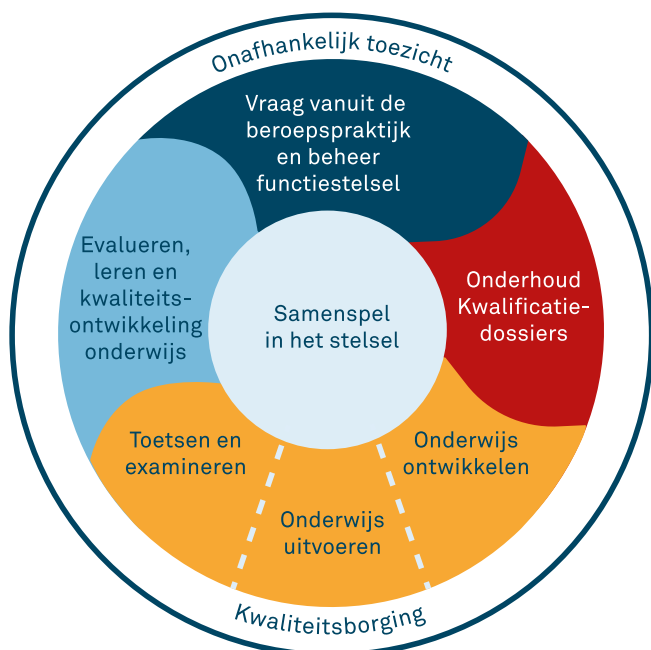 Onafhankelijk toezicht
Vraag vanuit de
beroepspraktijk
en beheer
functiestelsel
Onderhoud
Kwalificatie-
dossiers
Onderwijs
ontwikkelen
Onderwijs
uitvoeren
Toetsen en
examineren
Evalueren,
leren en
kwaliteits-
ontwikkeling
onderwijs
Samenspel
in het stelsel
Kwaliteitsborging